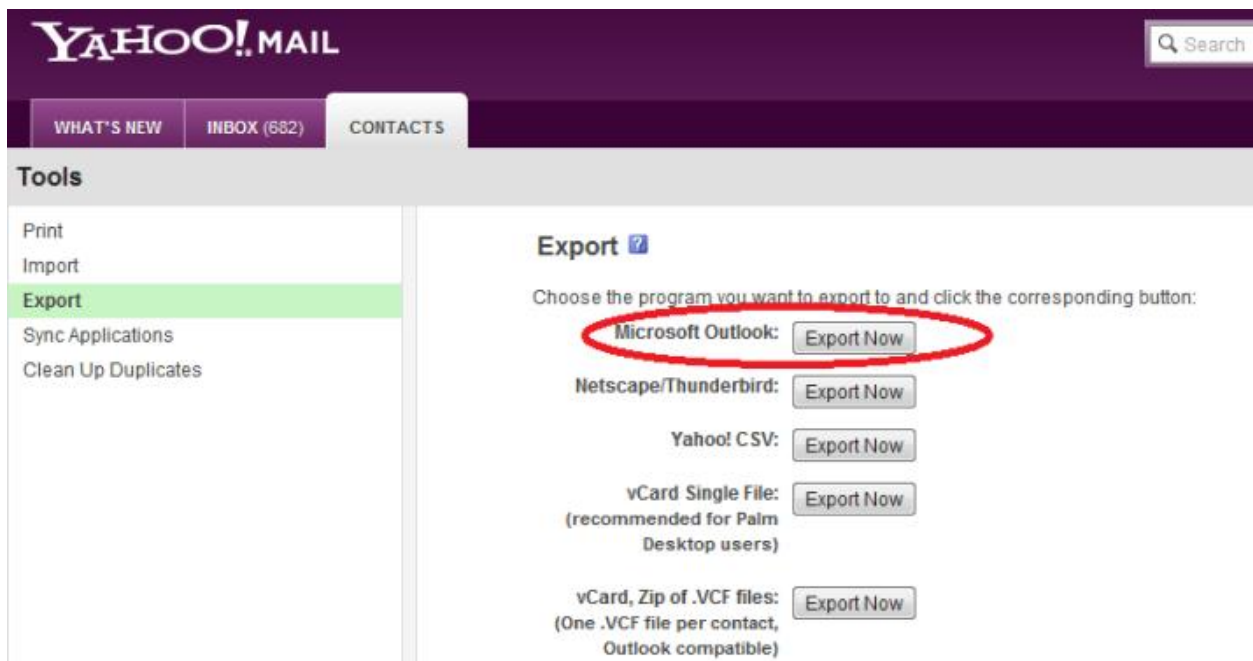 YAHOO! MAIL
Search
WHAT'S NEW
INBOX (682)
CONTACTS
Tools
Print
Import
Export
Sync Applications
Clean Up Duplicates
Export ?
Choose the program you want to export to and click the corresponding button:
Microsoft Outlook: Export Now
Netscape/Thunderbird: Export Now
Yahoo! CSV: Export Now
vCard Single File: Export Now
(recommended for Palm
Desktop users)
vCard, Zip of .VCF files: Export Now
(One .VCF file per contact,
Outlook compatible)